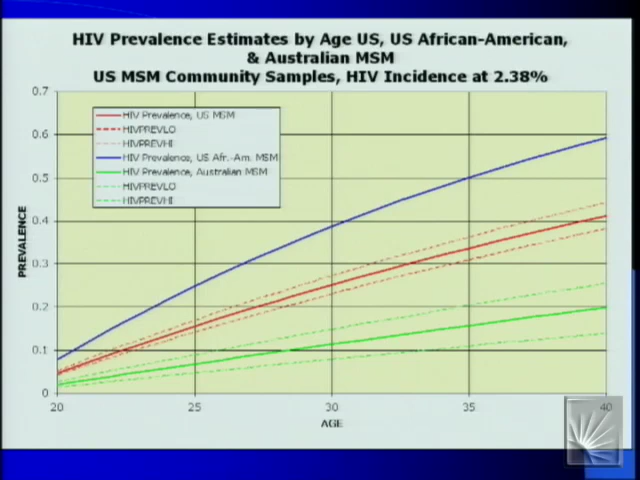 HIV Prevalence Estimates by Age US, US African-American,
& Australian MSM
US MSM Community Samples, HIV Incidence at 2.38%
0.7
HIV Prevalence, US MSM
HIVPREVLO
HIVPREVHI
HIV Prevalence, US Afr.-Am. MSM
HIV Prevalence, Australian MSM
HIVPREVLO
HIVPREVHI
0.6
0.5
0.4
0.3
0.2
0.1
0
PREVALENCE
20 25 30 35 40
AGE